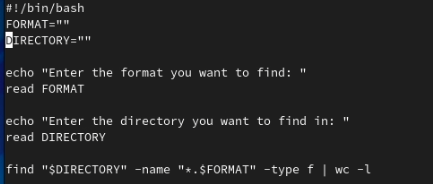 #!/bin/bash
FORMAT=""
DIRECTORY=""
echo "Enter the format you want to find: "
read FORMAT
echo "Enter the directory you want to find in: "
read DIRECTORY
find "$DIRECTORY" -name "*.$FORMAT" -type f | wc -l